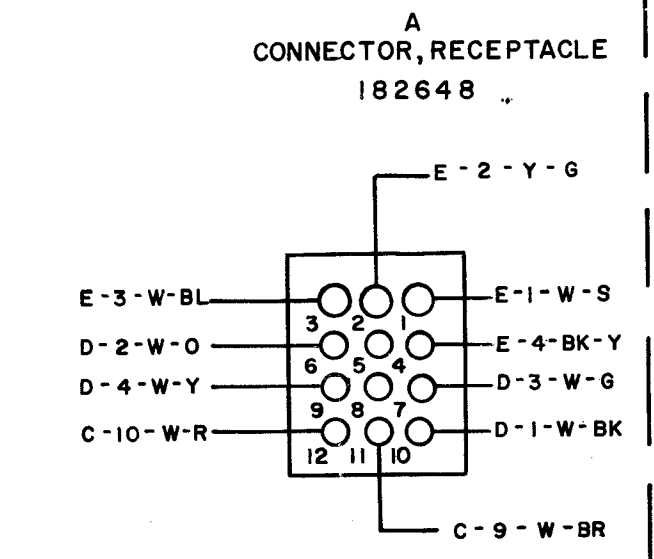 A
CONNECTOR, RECEPTACLE
182648
E-2-Y-G
E-3-W-BL
E-1-W-S
3 2 1
D-2-W-O
E-4-BK-Y
6 5 4
D-4-W-Y
D-3-W-G
9 8 7
C-10-W-R
D-1-W-BK
12 11 10
C-9-W-BR